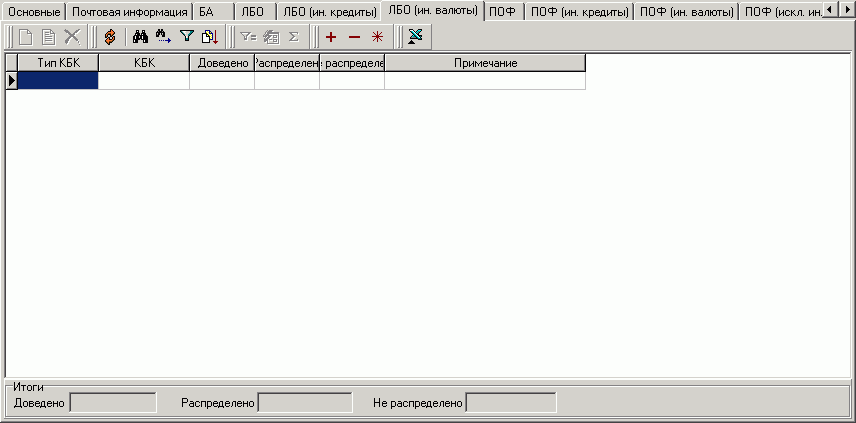 Основные Почтовая информация БА ЛБО ЛБО (ин. кредиты) ЛБО (ин. валюты) ПОФ ПОФ (ин. кредиты) ПОФ (ин. валюты) ПОФ (искл. ин.
Тип КБК КБК Доведено Распределен распределе Примечание
Итоги
Доведено Распределено Не распределено